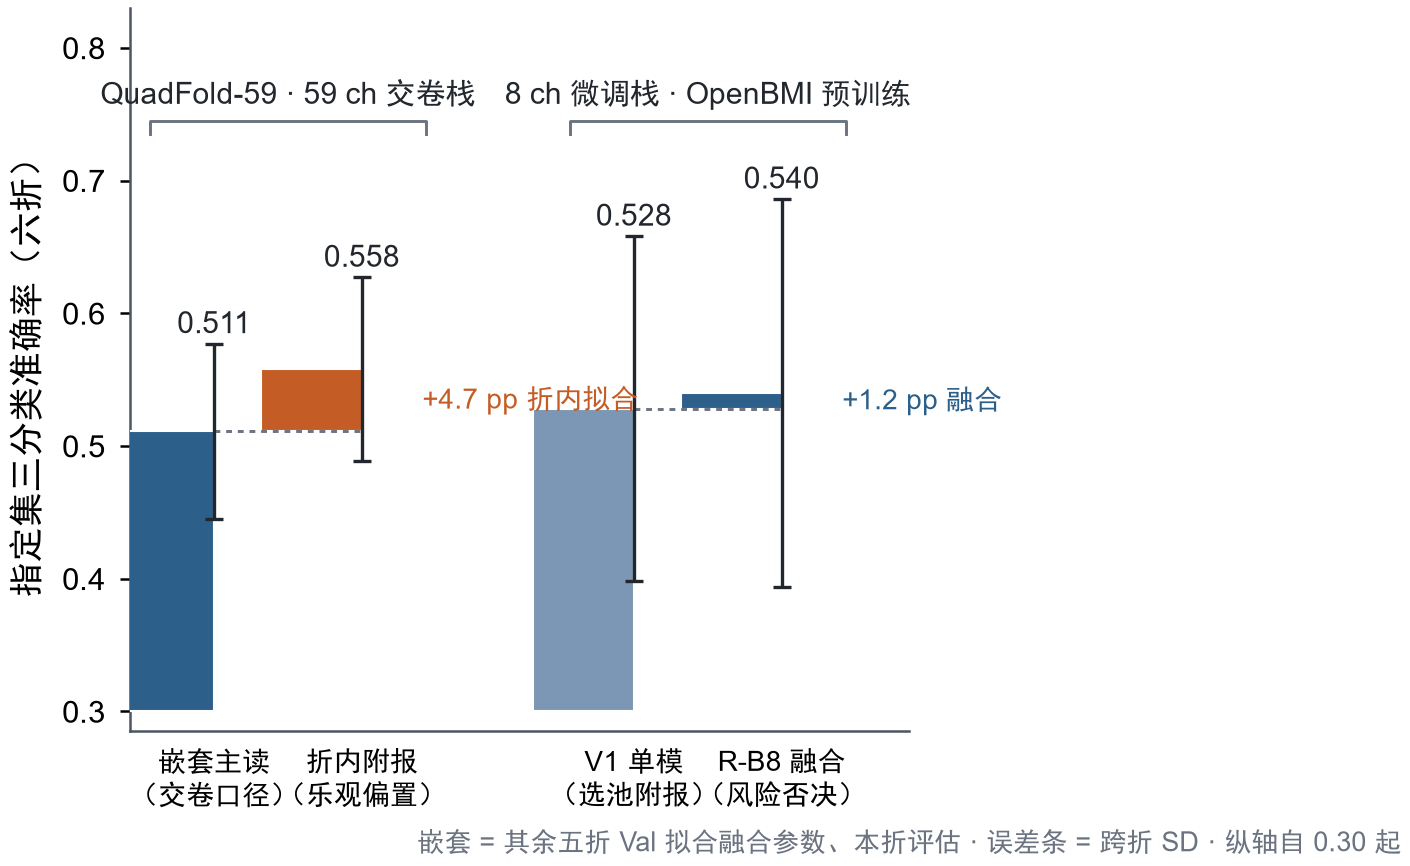 0.8
QuadFold-59 · 59 ch 交卷栈
8 ch 微调栈 · OpenBMI 预训练
0.7
0.540
0.528
0.558
0.6
0.511
+4.7 pp 折内拟合
+1.2 pp 融合
0.5
0.4
0.3
指定集三分类准确率（六折）
嵌套主读
（交卷口径）
折内附报
（乐观偏置）
V1 单模
（选池附报）
R-B8 融合
（风险否决）
嵌套 = 其余五折 Val 拟合融合参数、本折评估 · 误差条 = 跨折 SD · 纵轴自 0.30 起